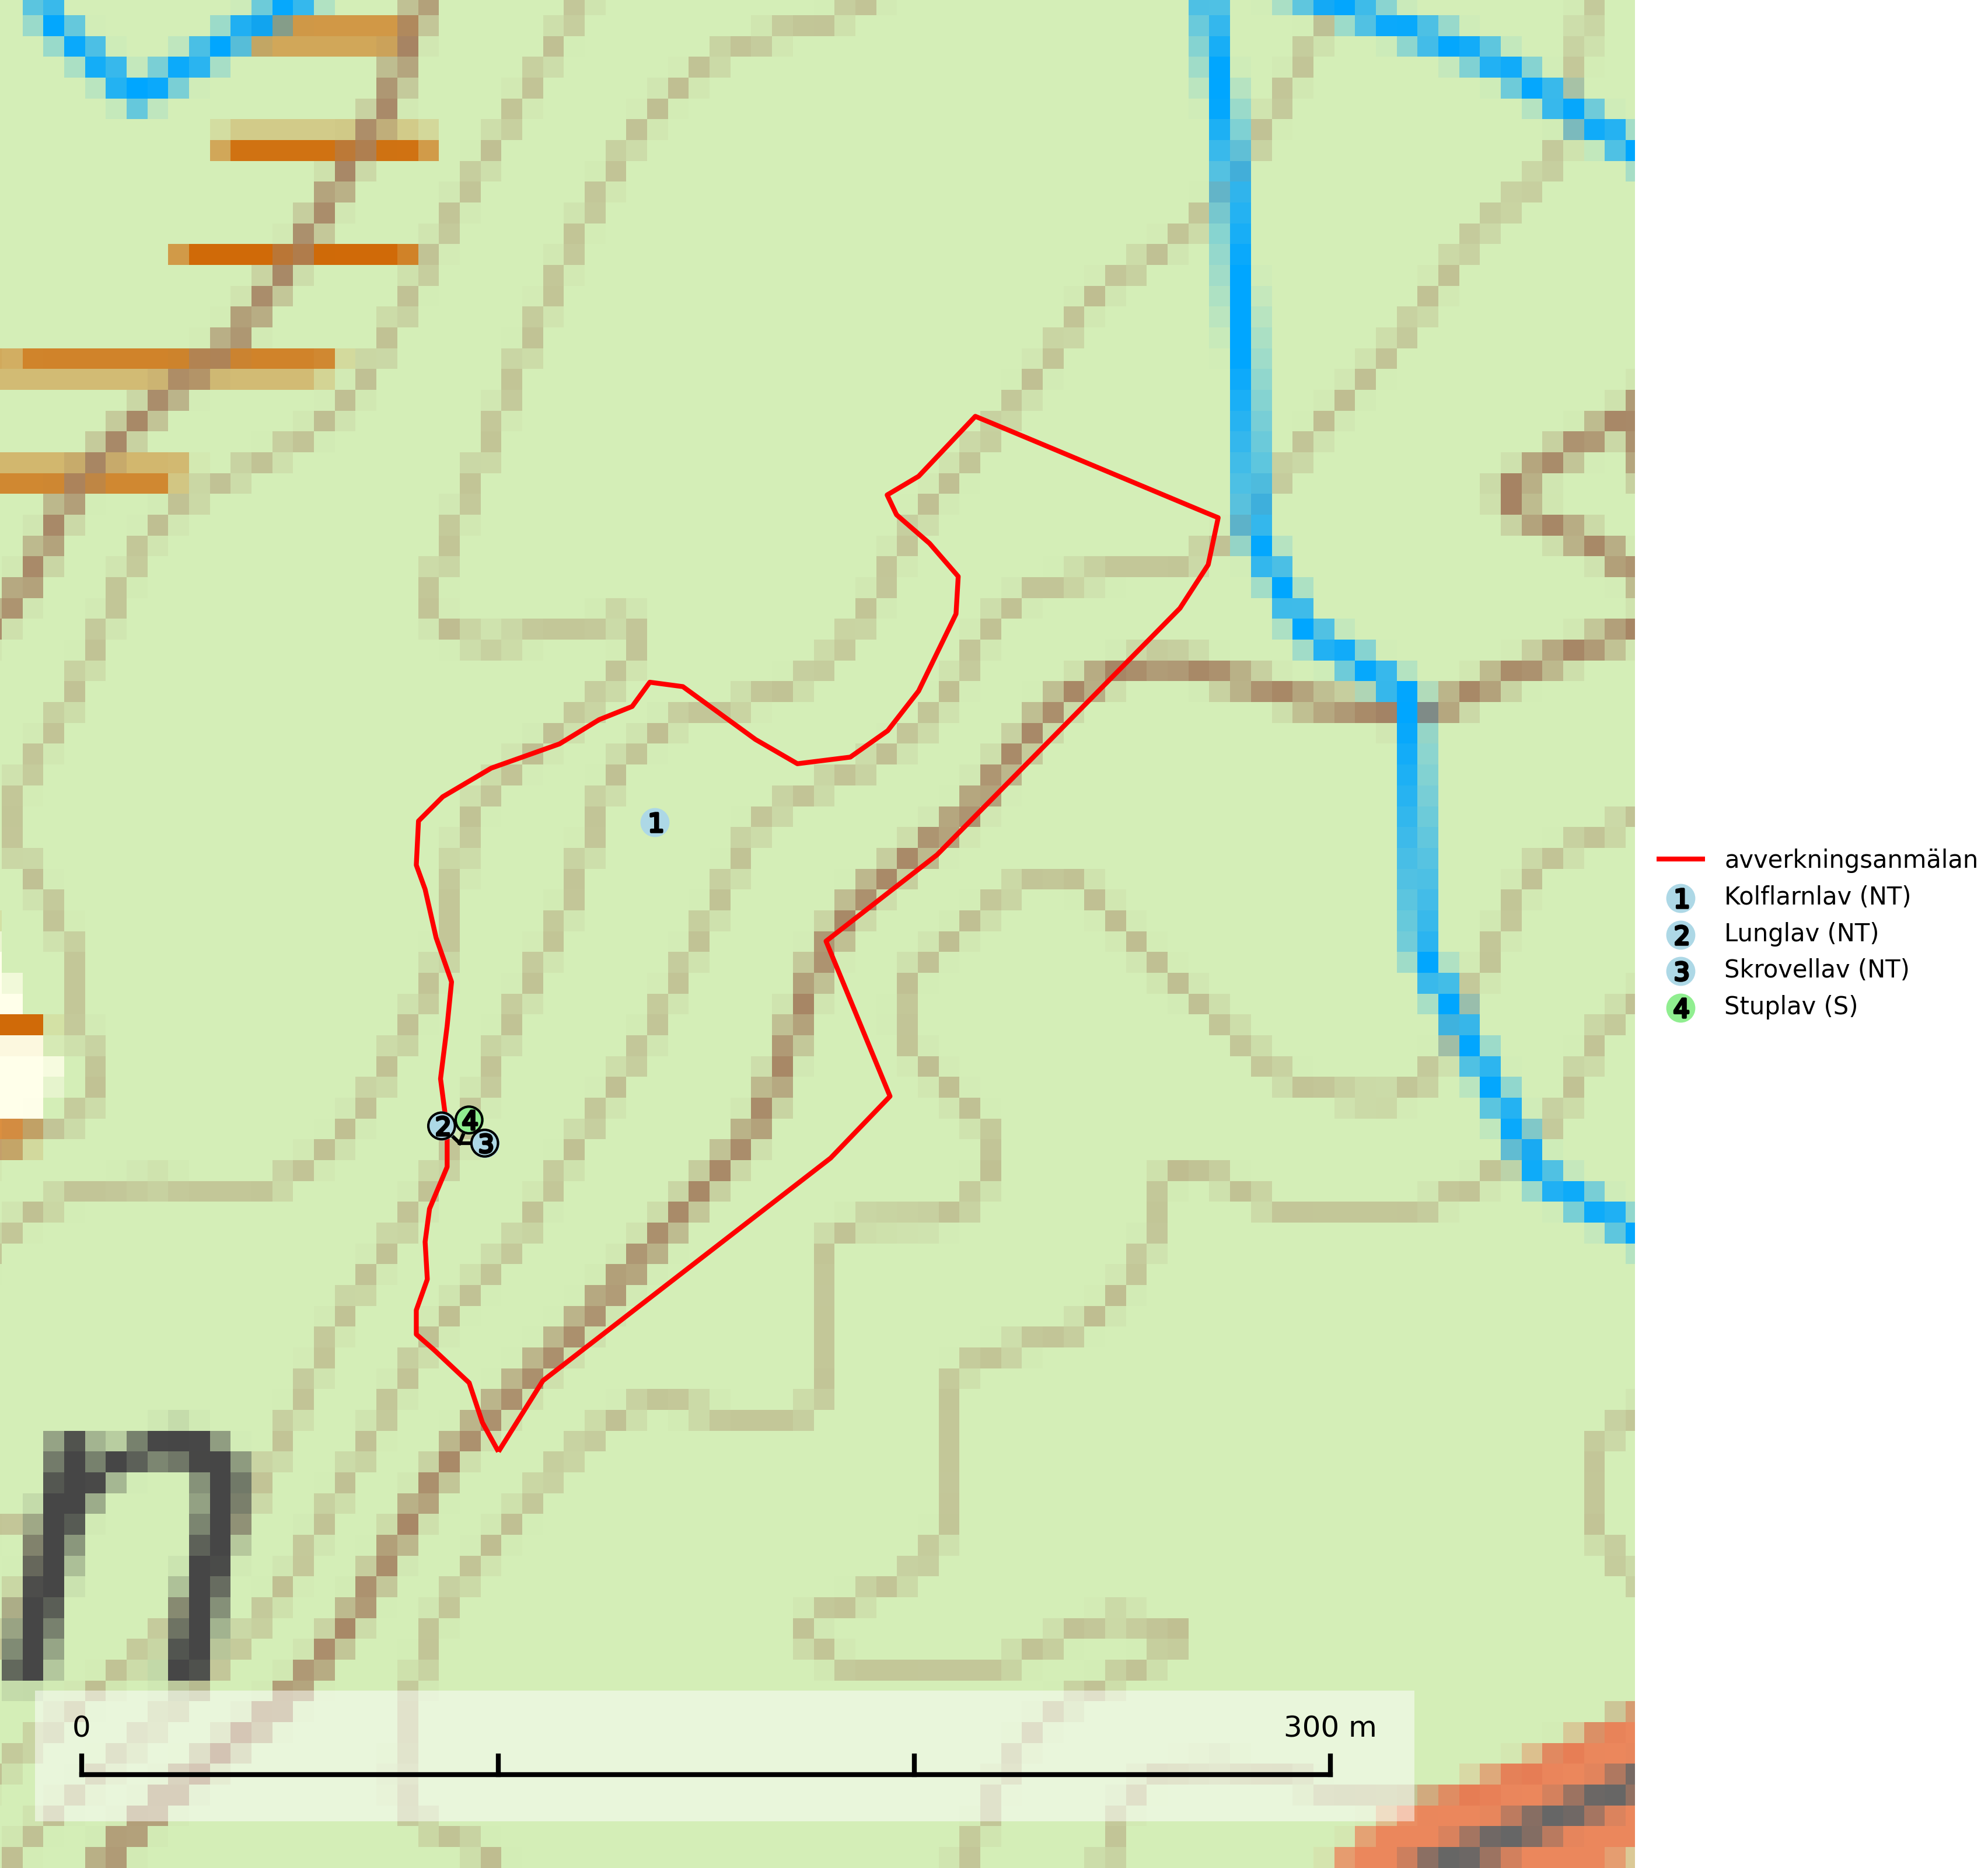 1
2 4
3
avverkningsanmälan
1 Kolflarnlav (NT)
2 Lunglav (NT)
3 Skrovellav (NT)
4 Stuplav (S)
0 300 m